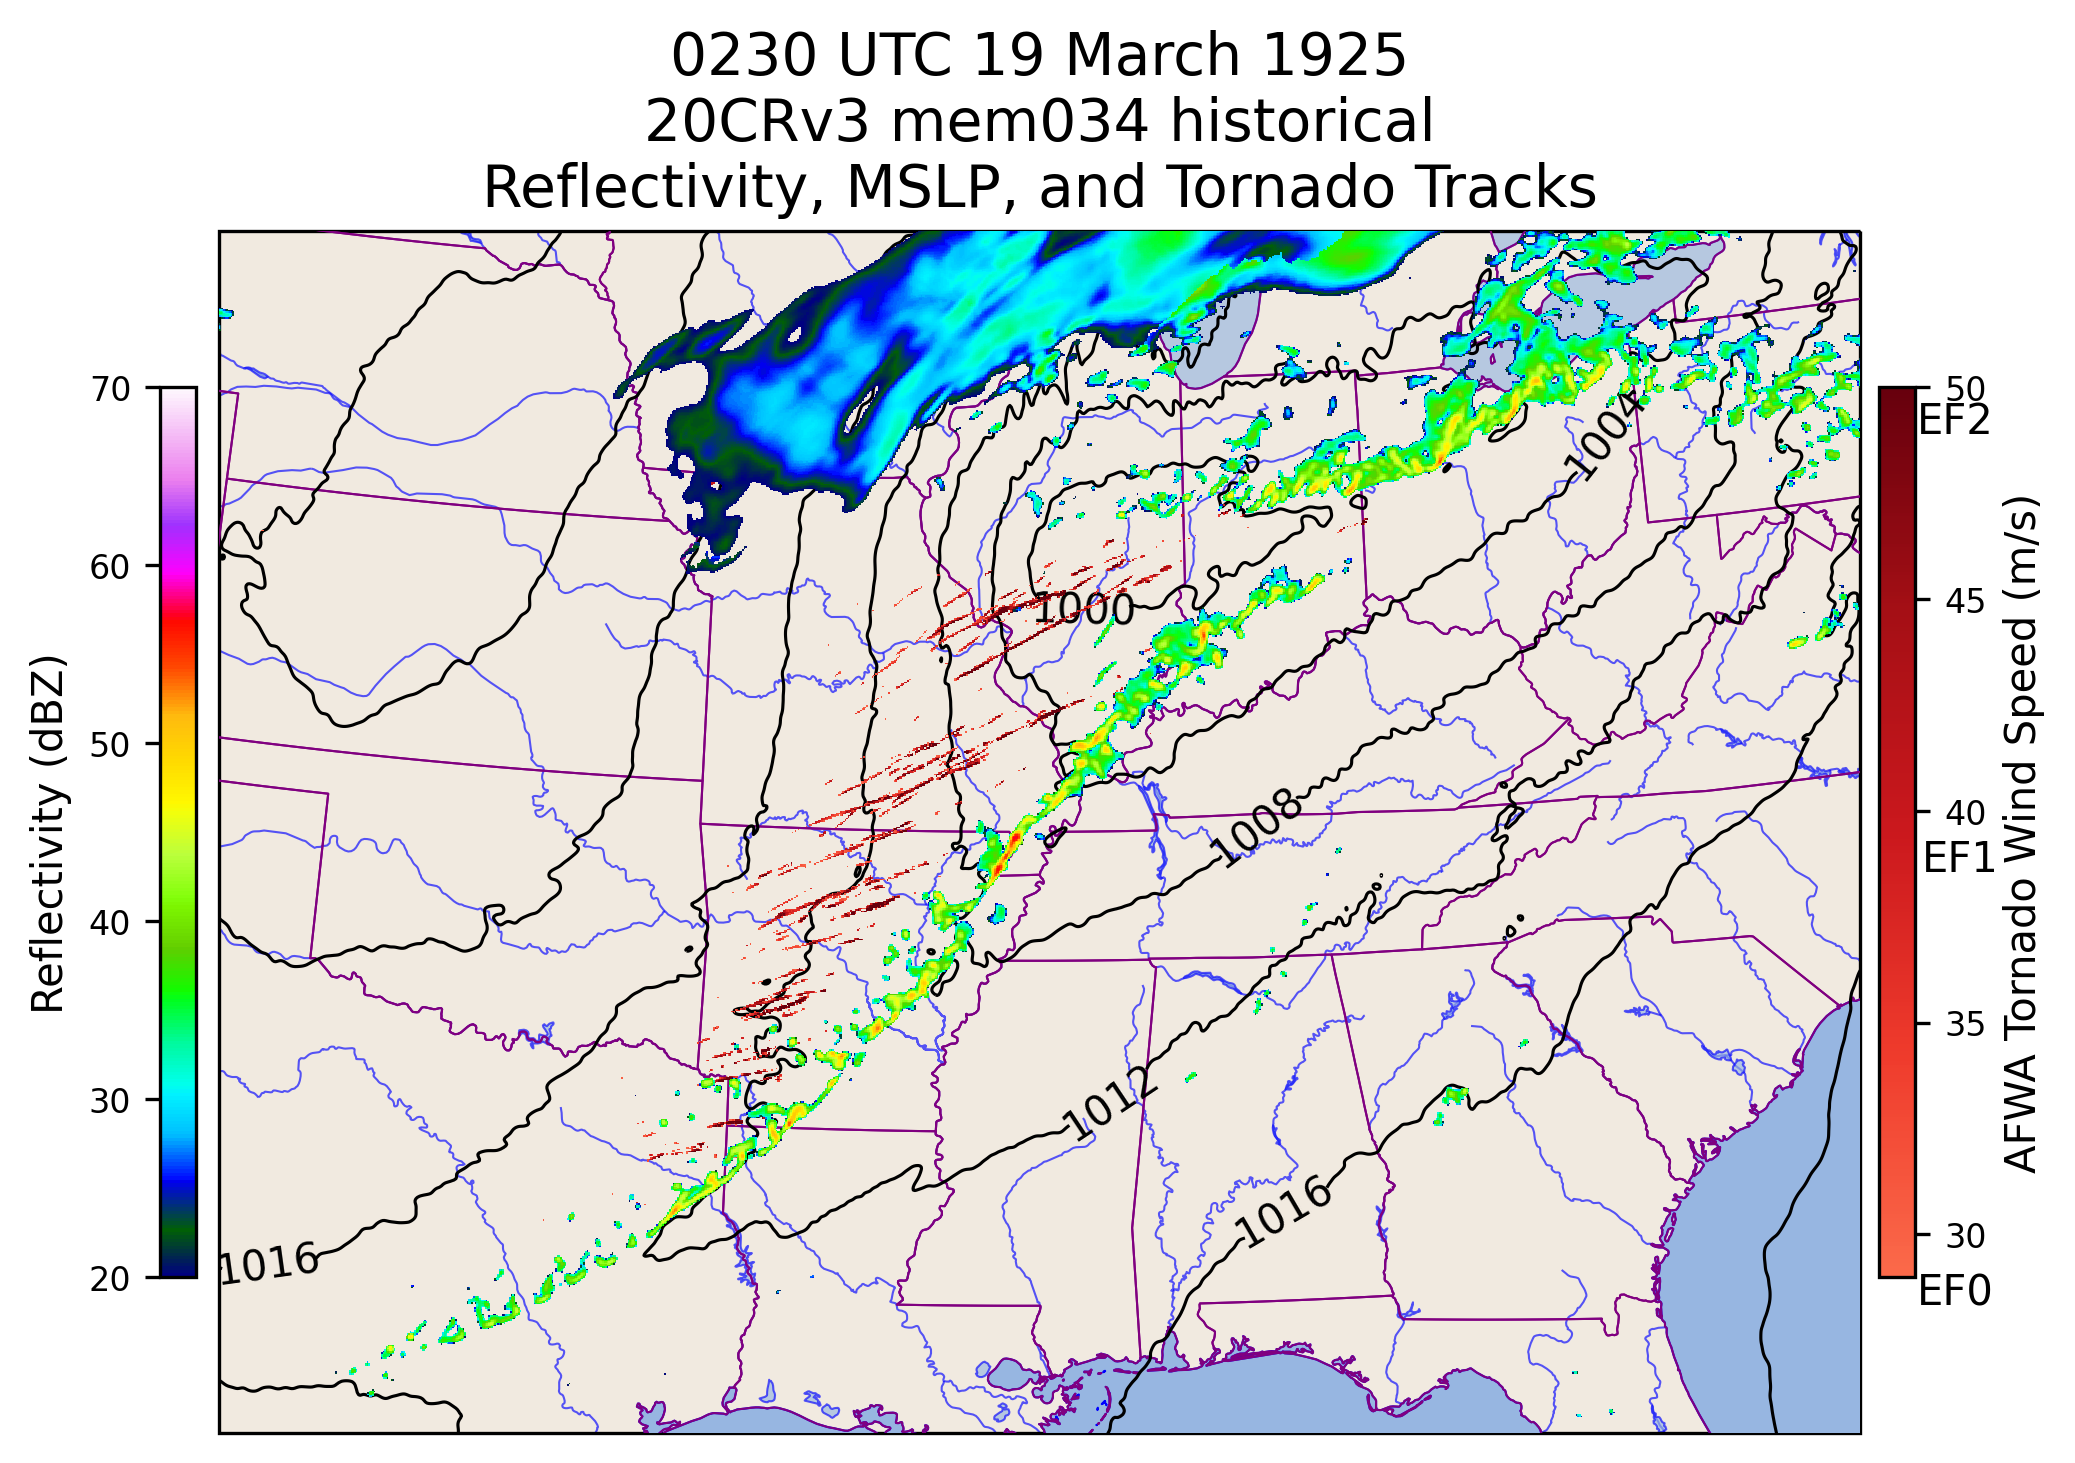 0230 UTC 19 March 1925
20CRv3 mem034 historical
Reflectivity, MSLP, and Tornado Tracks
Reflectivity (dBZ)
70
60
50
40
30
20
1004
1000
1008
1012
1016
1016
50
EF2
45
40
EF1
35
30
EF0
AFWA Tornado Wind Speed (m/s)